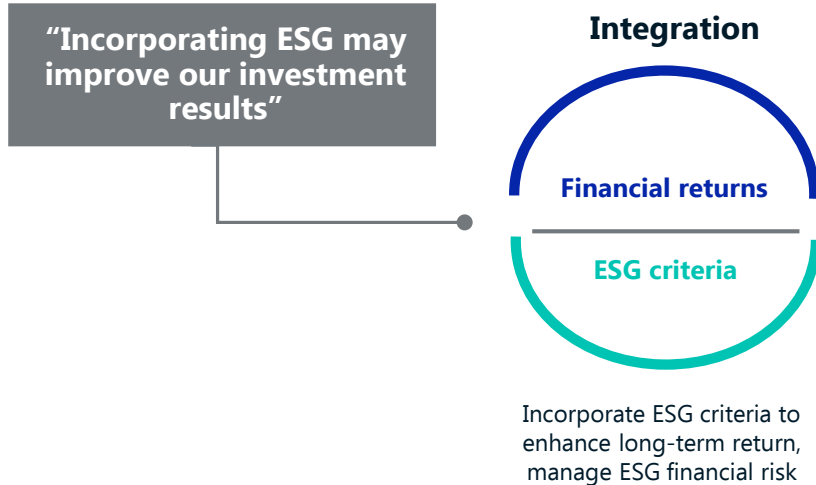 “Incorporating ESG may
improve our investment
results”
Integration
Financial returns
ESG criteria
Incorporate ESG criteria to
enhance long-term return,
manage ESG financial risk